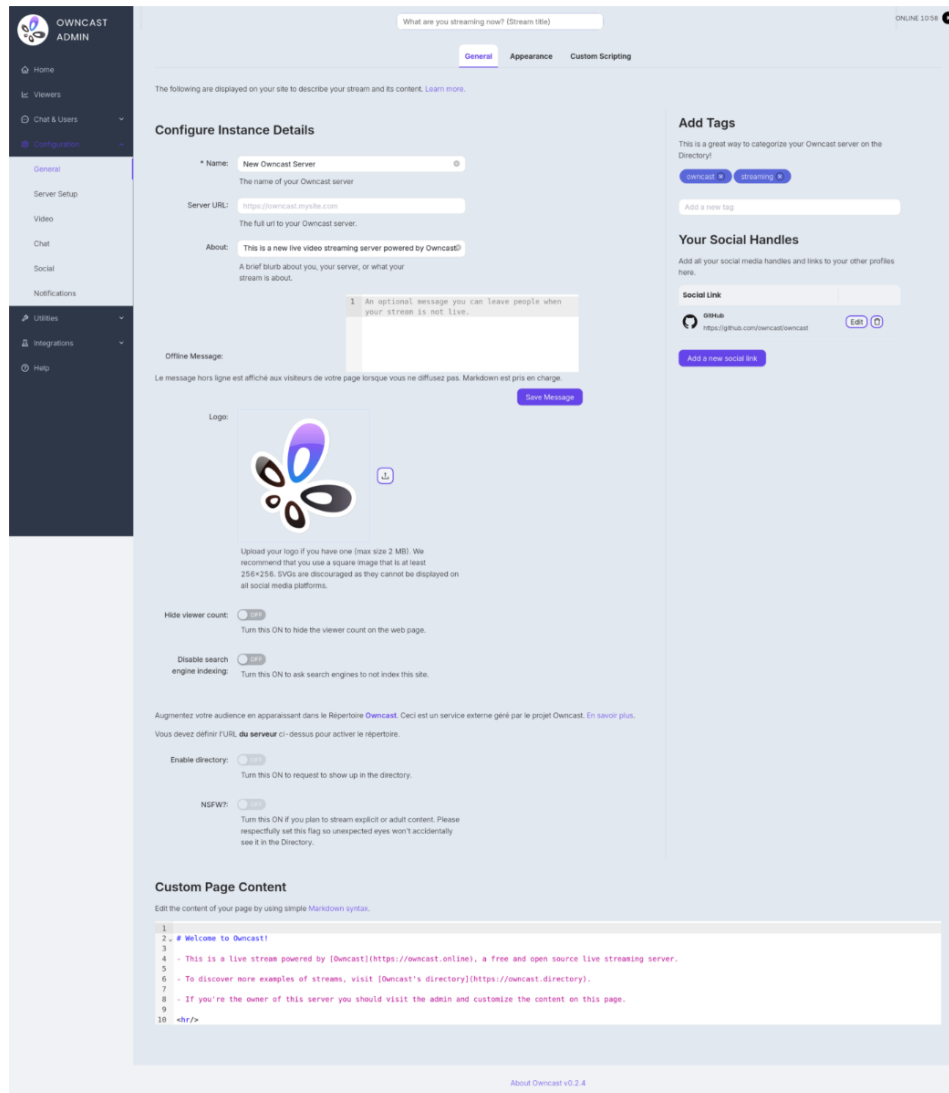 OWNCAST
ADMIN
What are you streaming now? (Stream title)
ONLINE 10:58
Home
Viewers
Chat & Users
Configuration
General
Server Setup
Video
Chat
Social
Notifications
Utilities
Integrations
Help
General
Appearance
Custom Scripting
The following are displayed on your site to describe your stream and its content. Learn more.
Configure Instance Details
* Name:
New Owncast Server
The name of your Owncast server
Server URL:
https://owncast.mysite.com
The full url to your Owncast server.
About:
This is a new live video streaming server powered by Owncast
A brief blurb about you, your server, or what your
stream is about.
1 An optional message you can leave people when
your stream is not live.
Offline Message:
Le message hors ligne est affiché aux visiteurs de votre page lorsque vous ne diffusez pas. Markdown est pris en charge.
Save Message
Logo:
Upload your logo if you have one (max size 2 MB). We
recommend that you use a square image that is at least
256x256. SVGs are discouraged as they cannot be displayed on
all social media platforms.
Hide viewer count:
OFF
Turn this ON to hide the viewer count on the web page.
Disable search
engine indexing:
OFF
Turn this ON to ask search engines to not index this site.
Augmentez votre audience en apparaissant dans le Répertoire Owncast. Ceci est un service externe géré par le projet Owncast. En savoir plus.
Vous devez définir l'URL du serveur ci-dessus pour activer le répertoire.
Enable directory:
OFF
Turn this ON to request to show up in the directory.
NSFW?:
OFF
Turn this ON if you plan to stream explicit or adult content. Please
respectfully set this flag so unexpected eyes won't accidentally
see it in the Directory.
Add Tags
This is a great way to categorize your Owncast server on the
Directory!
owncast
streaming
Add a new tag
Your Social Handles
Add all your social media handles and links to your other profiles
here.
Social Link
GitHub
https://github.com/owncast/owncast
Edit
Add a new social link
Custom Page Content
Edit the content of your page by using simple Markdown syntax.
1
2 # Welcome to Owncast!
3
4 - This is a live stream powered by [Owncast](https://owncast.online), a free and open source live streaming server.
5
6 - To discover more examples of streams, visit [Owncast's directory](https://owncast.directory).
7
8 - If you're the owner of this server you should visit the admin and customize the content on this page.
9
10 <hr/>
About Owncast v0.2.4